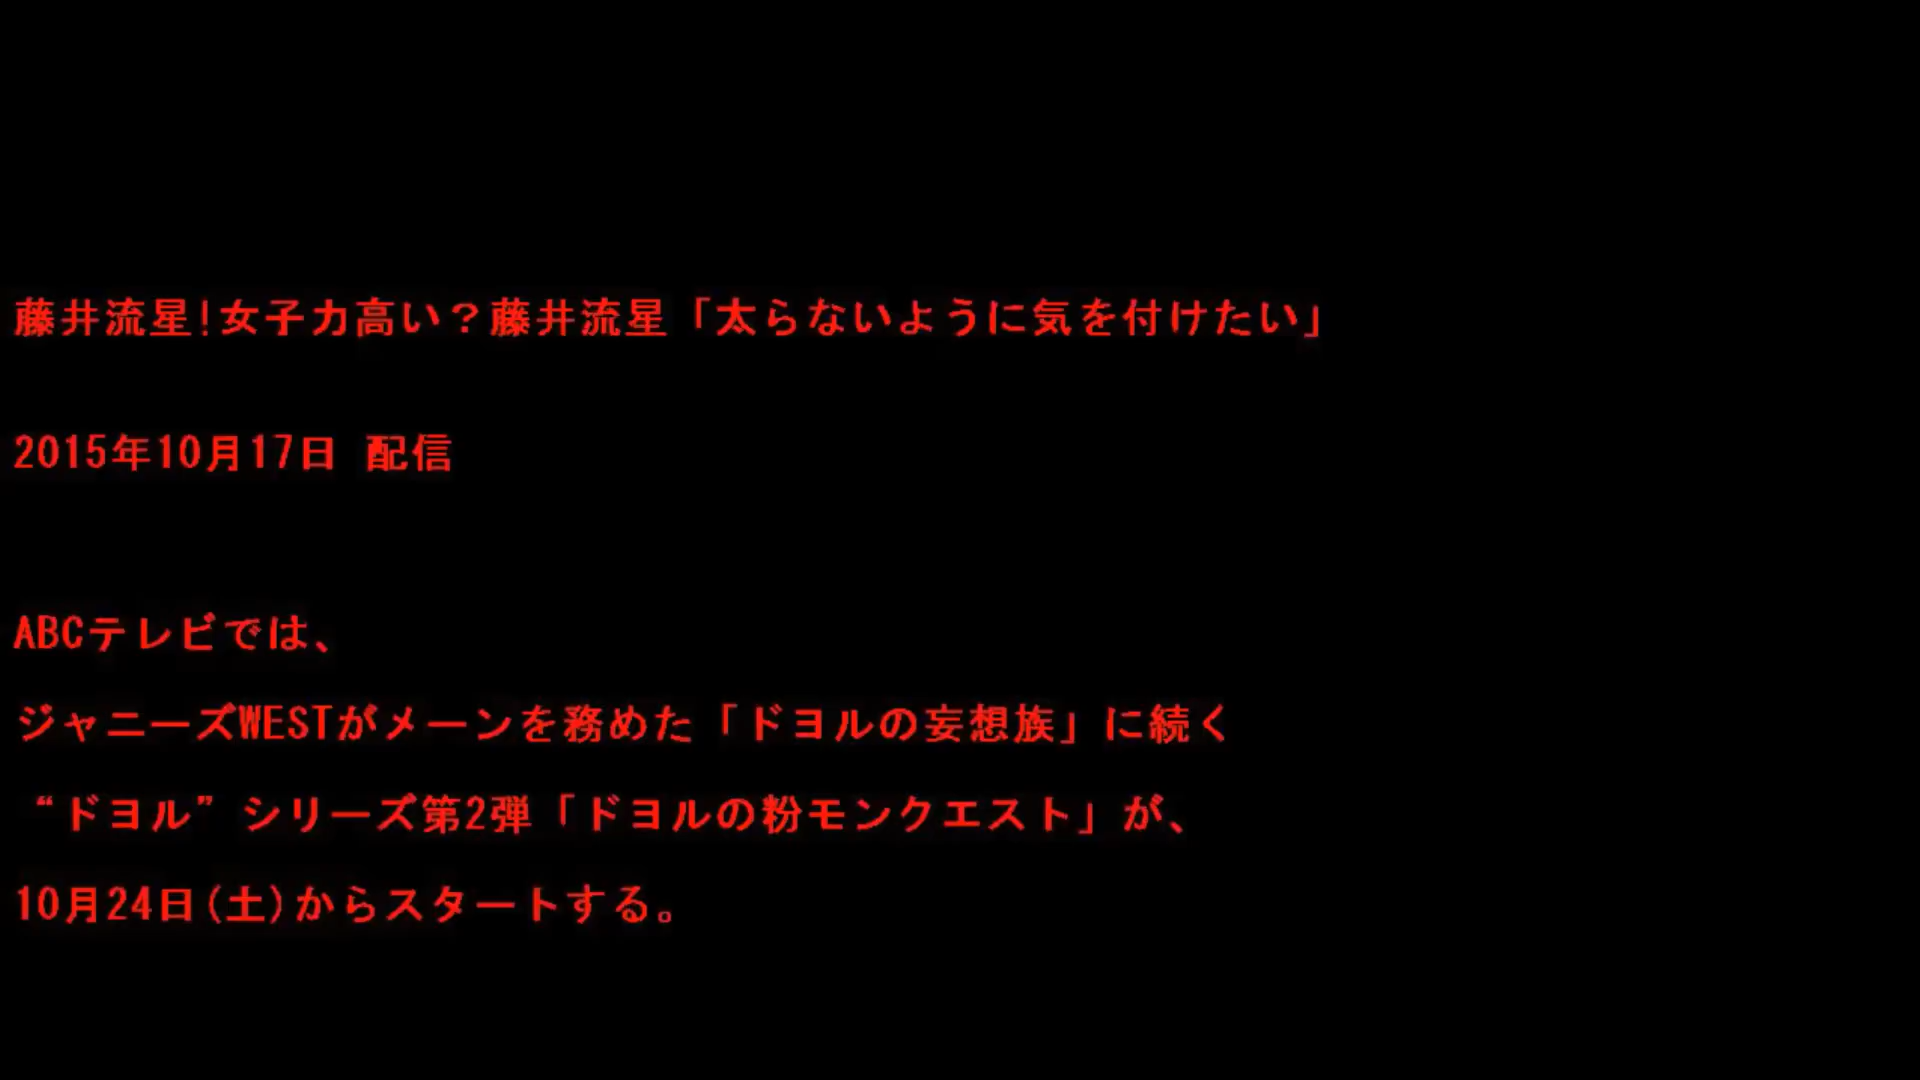 藤井流星!女子力高い？藤井流星「太らないように気を付けたい」
2015年10月17日 配信
ABCテレビでは、
ジャニーズWESTがメーンを務めた「ドヨルの妄想族」に続く
“ドヨル”シリーズ第2弾「ドヨルの粉モンクエスト」が、
10月24日(土)からスタートする。